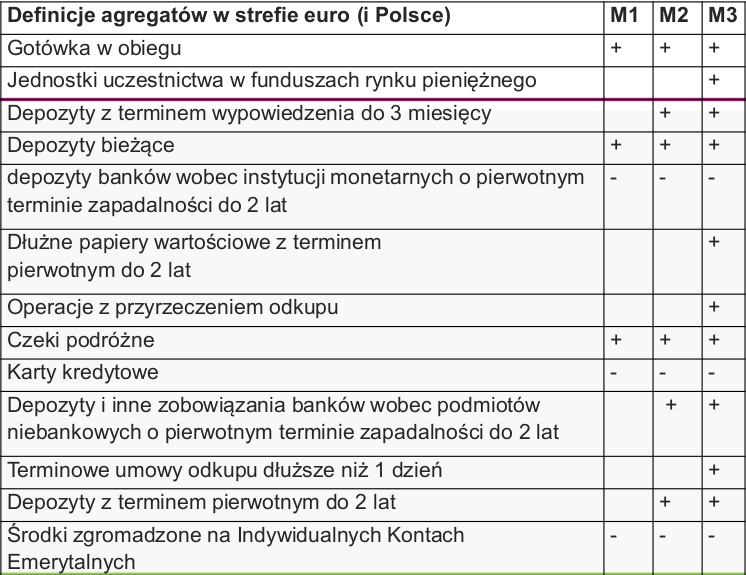 Definicje agregatów w strefie euro (i Polsce) M1 M2 M3
Gotówka w obiegu + + +
Jednostki uczestnictwa w funduszach rynku pieniężnego +
Depozyty z terminem wypowiedzenia do 3 miesięcy + +
Depozyty bieżące + + +
depozyty banków wobec instytucji monetarnych o pierwotnym - - -
terminie zapadalności do 2 lat
Dłużne papiery wartościowe z terminem +
pierwotnym do 2 lat
Operacje z przyrzeczeniem odkupu +
Czeki podróżne + + +
Karty kredytowe - - -
Depozyty i inne zobowiązania banków wobec podmiotów + +
niebankowych o pierwotnym terminie zapadalności do 2 lat
Terminowe umowy odkupu dłuższe niż 1 dzień +
Depozyty z terminem pierwotnym do 2 lat + +
Środki zgromadzone na Indywidualnych Kontach - - -
Emerytalnych